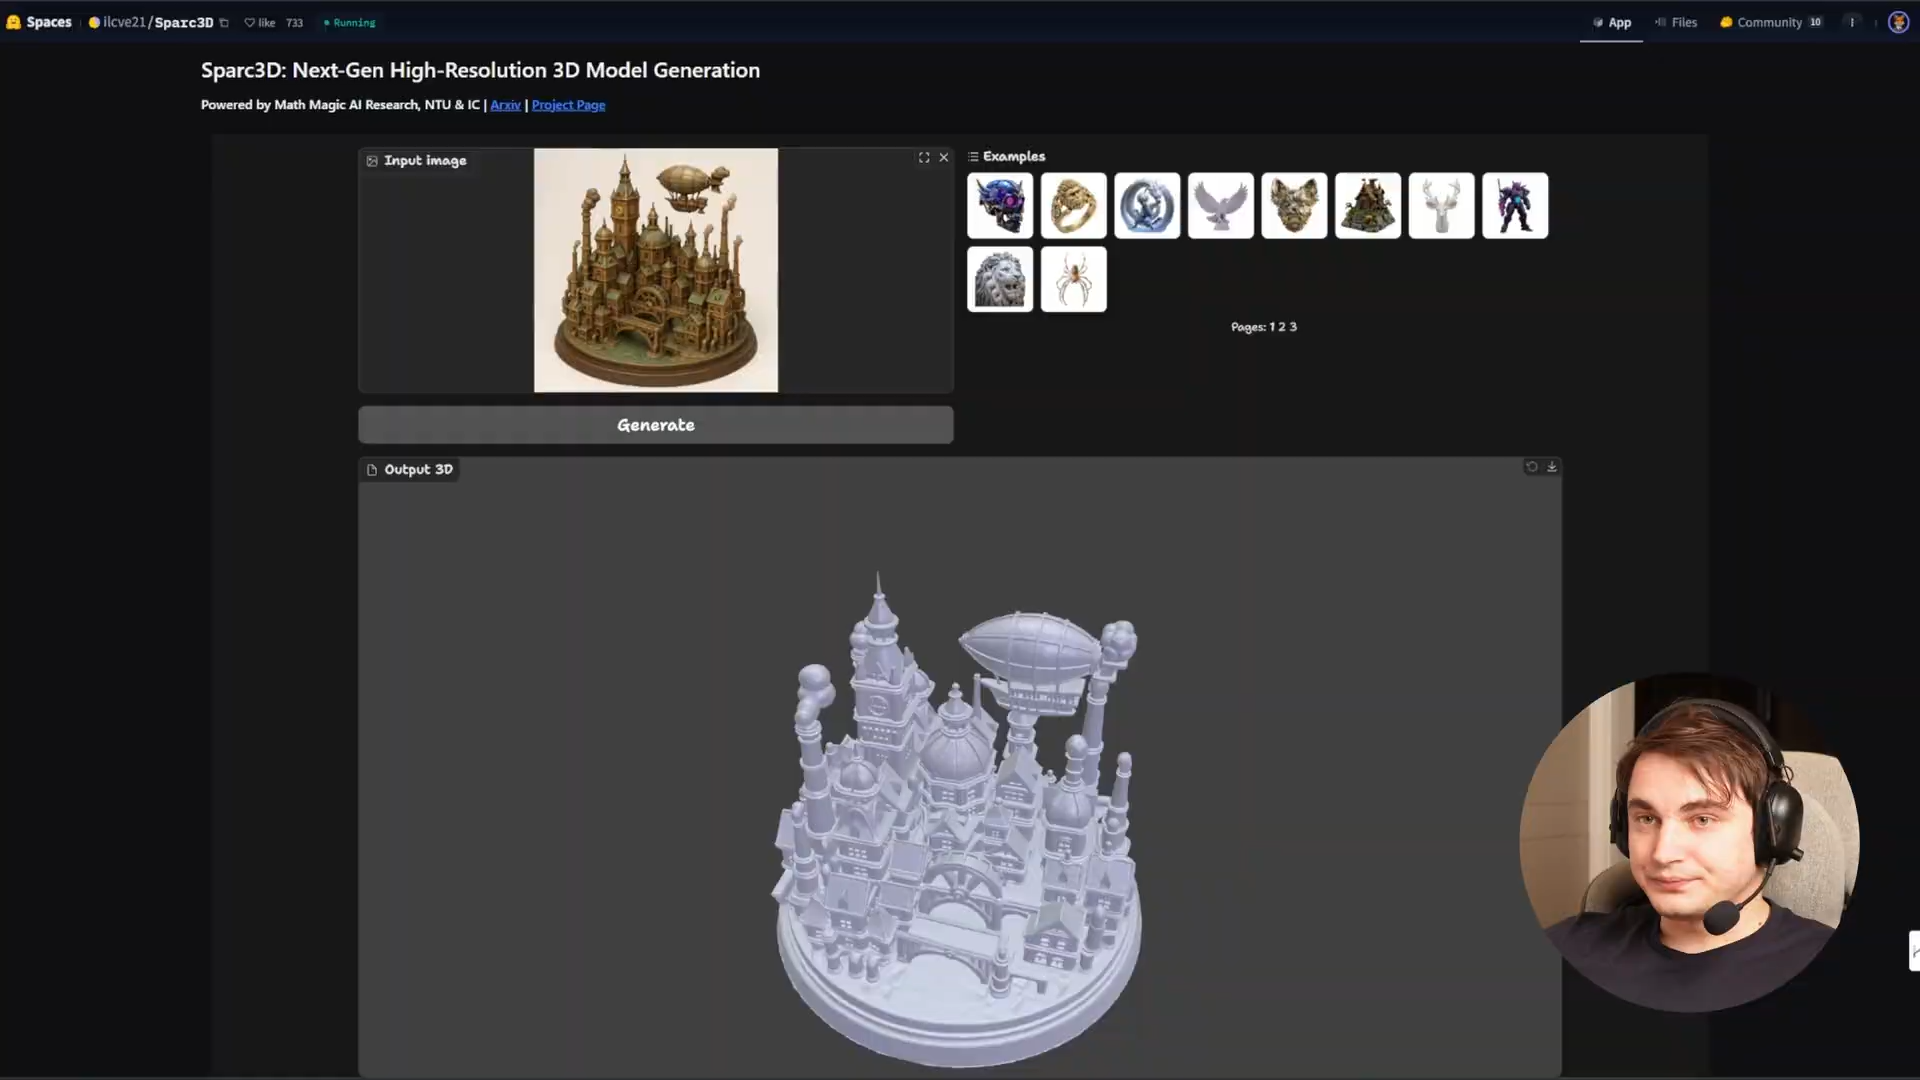 Spaces ilcve21/Sparc3D like 733 Running App Files Community 10
Sparc3D: Next-Gen High-Resolution 3D Model Generation
Powered by Math Magic AI Research, NTU & IC | Arxiv | Project Page
Input image
Examples
Pages: 1 2 3
Generate
Output 3D